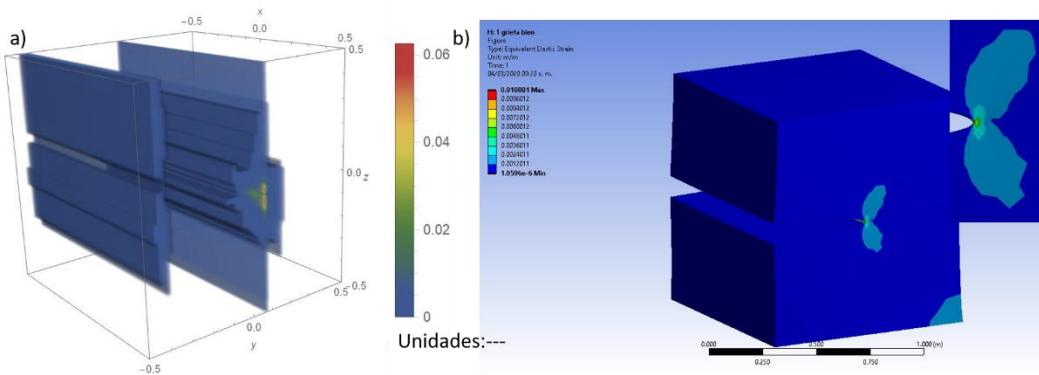 a)
x
-0.5
0.0
0.5
0.5
0.0
z
-0.5
0.5
0.0
y
-0.5
0.06
0.04
0.02
0
Unidades:---
b)
H: 1 grieta bien
Figure
Type: Equivalent Elastic Strain
Unit: m/m
Time: 1
0.010801 Max
0.0096012
0.0084012
0.0072012
0.0060012
0.0048011
0.0036011
0.0024011
0.0012011
1.0596e-6 Min
0.000
0.500
1.000 (m)
0.250
0.750